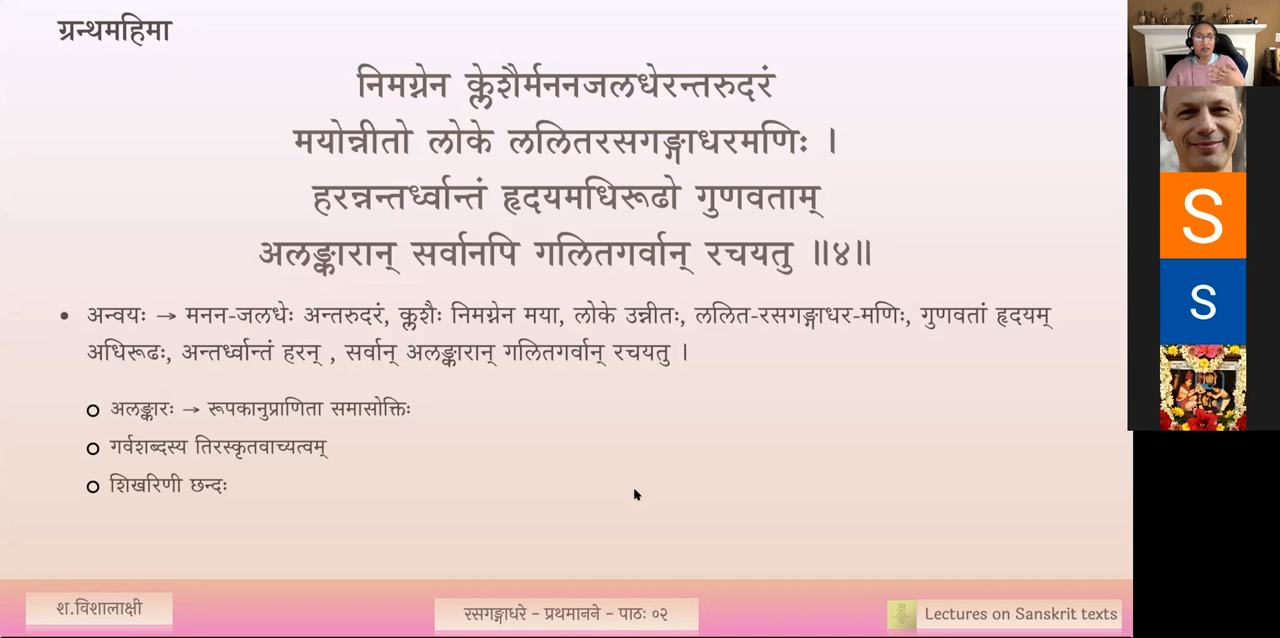 ग्रन्थमहिमा
निमग्नेन क्लेशैर्मननजलधेरन्तरुदरं
मयोन्नीतो लोके ललितरसगङ्गाधरमणिः ।
हरन्नन्तर्ध्वान्तं हृदयमधिरूढो गुणवताम्
अलङ्कारान् सर्वानपि गलितगर्वान् रचयतु ॥४॥
• अन्वयः → मनन-जलधेः अन्तरुदरं, क्लशैः निमग्नेन मया, लोके उन्नीतः, ललित-रसगङ्गाधर-मणिः, गुणवतां हृदयम्
अधिरूढः, अन्तर्ध्वान्तं हरन् , सर्वान् अलङ्कारान् गलितगर्वान् रचयतु ।
अलङ्कारः → रूपकानुप्राणिता समासोक्तिः
गर्वशब्दस्य तिरस्कृतवाच्यत्वम्
शिखरिणी छन्दः
श.विशालाक्षी
रसगङ्गाधरे - प्रथमानने - पाठः ०२
Lectures on Sanskrit texts
S
S